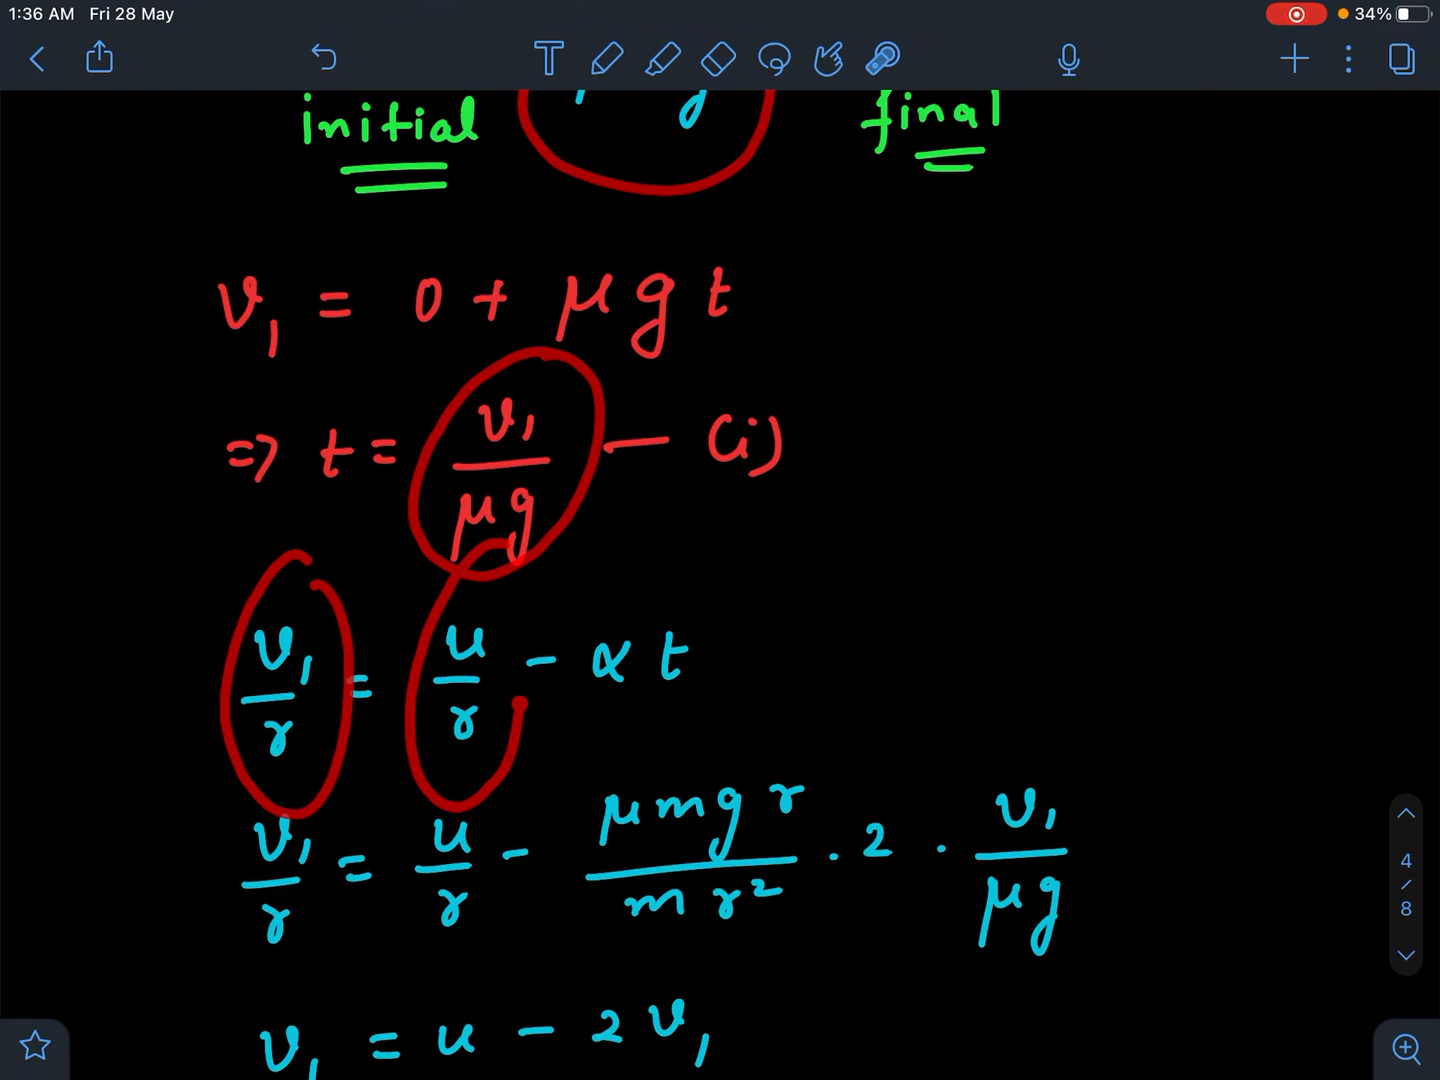 1:36 AM Fri 28 May 34%
T
initial μg final
v₁ = 0 + μgt
⇒ t = v₁/μg — (i)
v₁/r = u/r - αt
v₁/r = u/r - μmgr/mr² . 2 . v₁/μg
4/8
v₁ = u - 2v₁